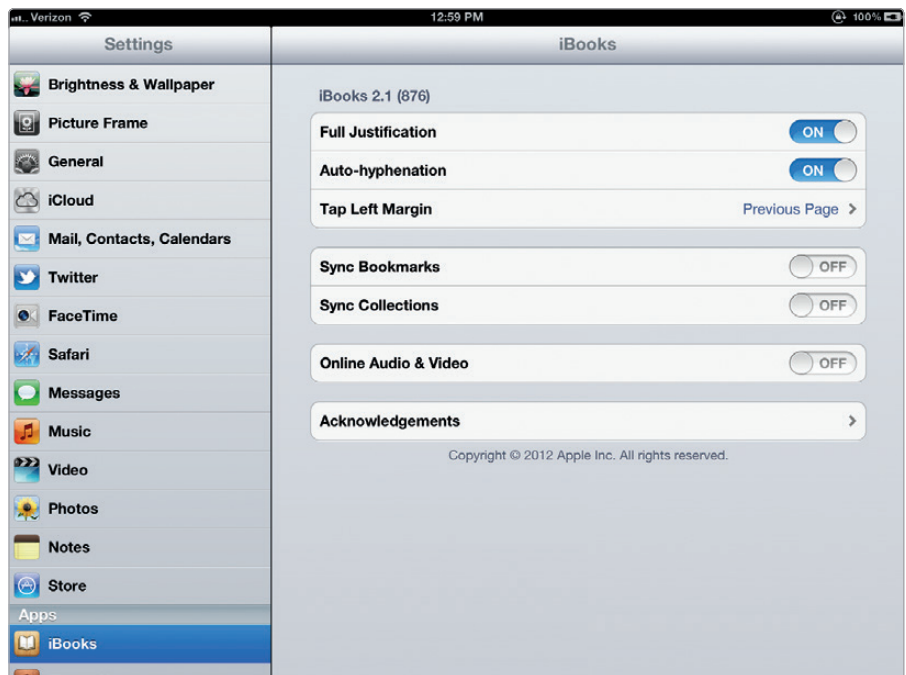 Verizon 12:59 PM 100%
Settings
iBooks
Brightness & Wallpaper
Picture Frame
General
iCloud
Mail, Contacts, Calendars
Twitter
FaceTime
Safari
Messages
Music
Video
Photos
Notes
Store
Apps
iBooks
iBooks 2.1 (876)
Full Justification ON
Auto-hyphenation ON
Tap Left Margin Previous Page
Sync Bookmarks OFF
Sync Collections OFF
Online Audio & Video OFF
Acknowledgements
Copyright © 2012 Apple Inc. All rights reserved.